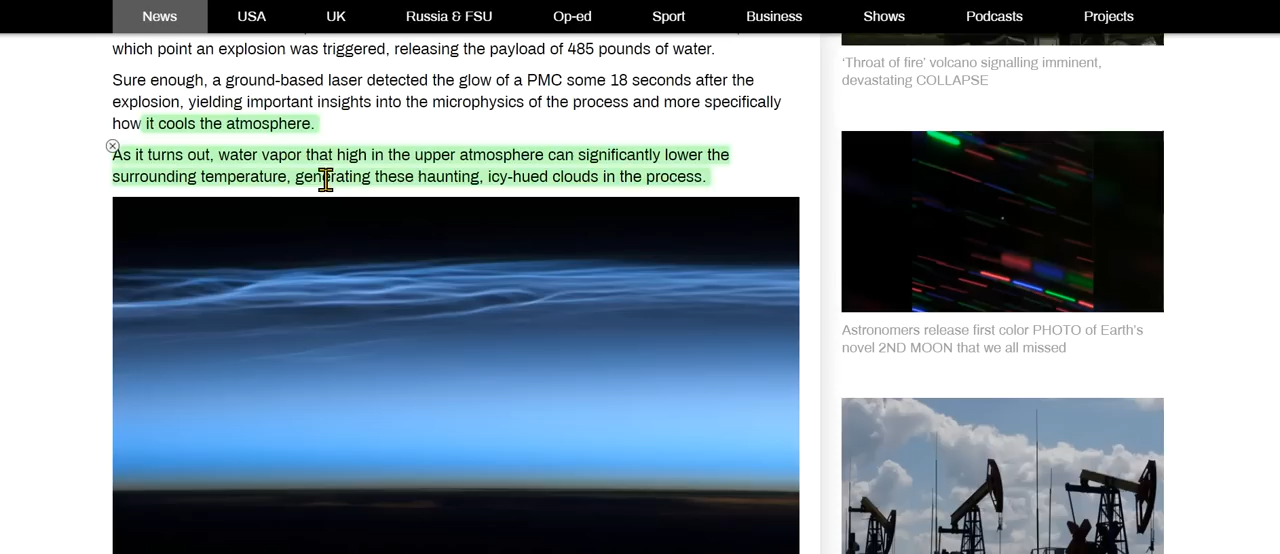 News USA UK Russia & FSU Op-ed Sport Business Shows Podcasts Projects
which point an explosion was triggered, releasing the payload of 485 pounds of water.
Sure enough, a ground-based laser detected the glow of a PMC some 18 seconds after the
explosion, yielding important insights into the microphysics of the process and more specifically
how it cools the atmosphere.
As it turns out, water vapor that high in the upper atmosphere can significantly lower the
surrounding temperature, generating these haunting, icy-hued clouds in the process.
‘Throat of fire’ volcano signalling imminent,
devastating COLLAPSE
Astronomers release first color PHOTO of Earth’s
novel 2ND MOON that we all missed